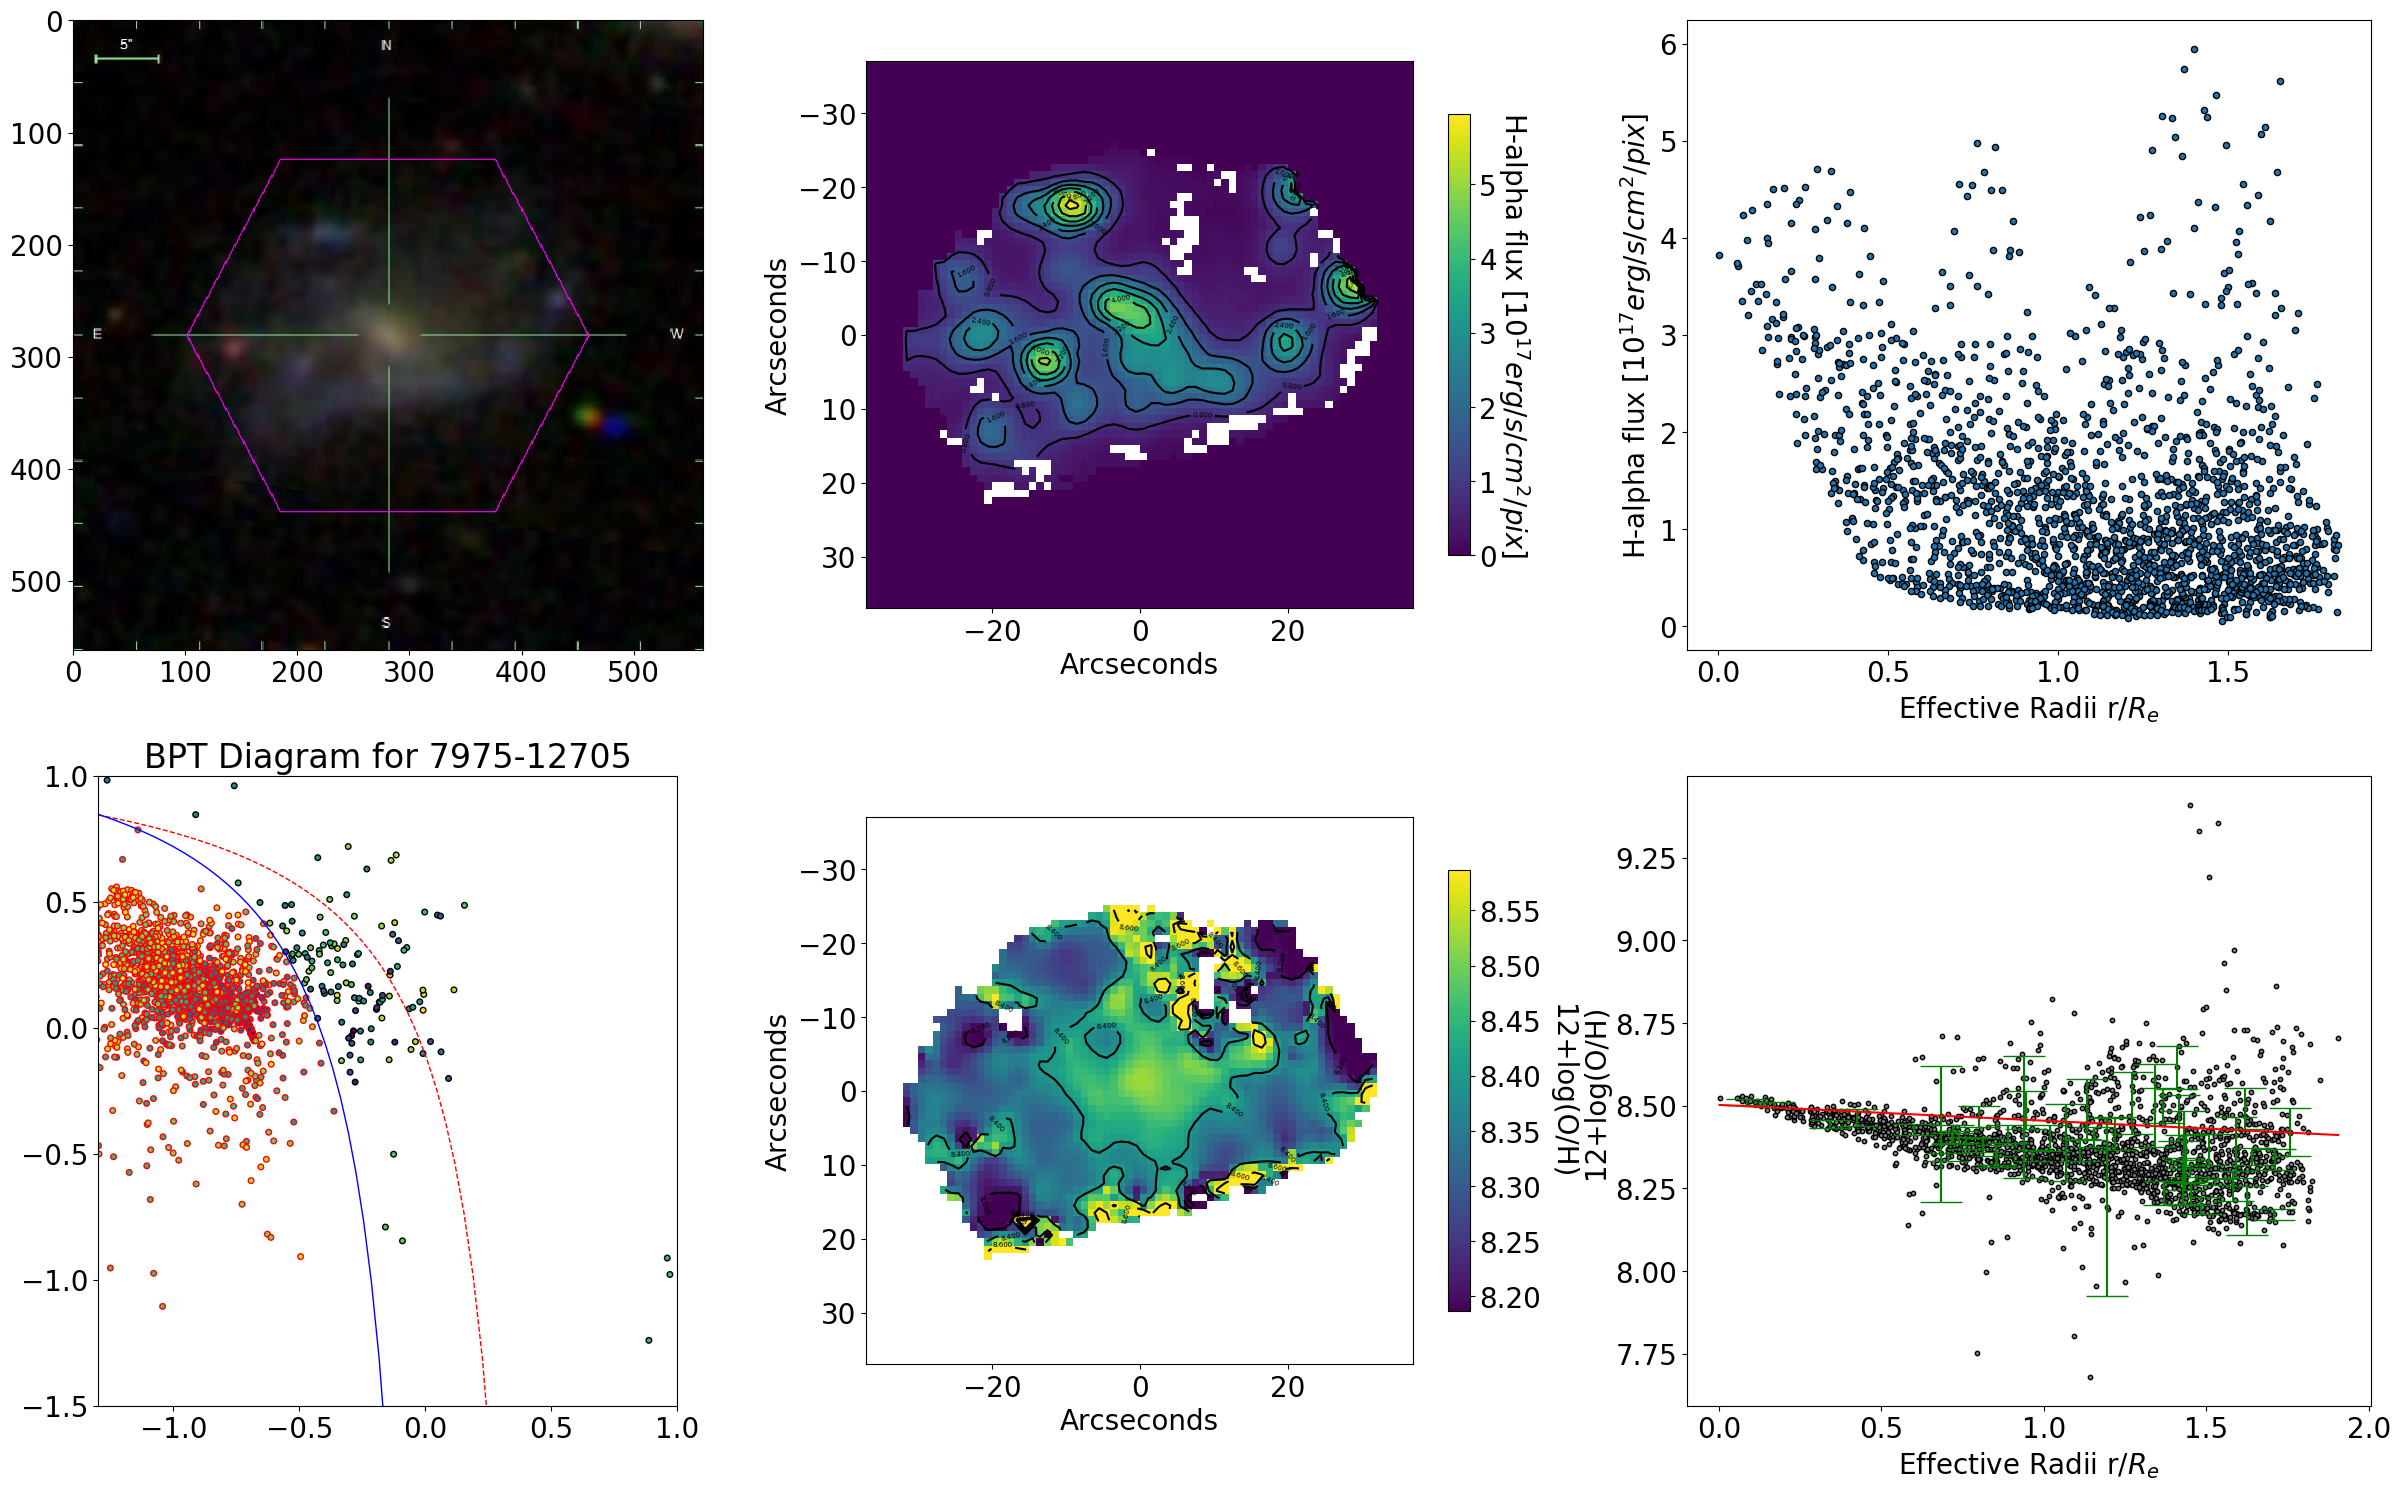 0
100
200
300
400
500
0 100 200 300 400 500
5"
N
E
W
S
−30
−20
−10
0
10
20
30
−20 0 20
Arcseconds
Arcseconds
5
4
3
2
1
0
H-alpha flux [10^17 erg/s/cm^2/pix]
6
5
4
3
2
1
0
0.0 0.5 1.0 1.5
H-alpha flux [10^17 erg/s/cm^2/pix]
Effective Radii r/R_e
BPT Diagram for 7975-12705
1.0
0.5
0.0
−0.5
−1.0
−1.5
−1.0 −0.5 0.0 0.5 1.0
−30
−20
−10
0
10
20
30
−20 0 20
Arcseconds
Arcseconds
8.55
8.50
8.45
8.40
8.35
8.30
8.25
8.20
12+log(O/H)
12+log(O/H)
9.25
9.00
8.75
8.50
8.25
8.00
7.75
0.0 0.5 1.0 1.5 2.0
Effective Radii r/R_e